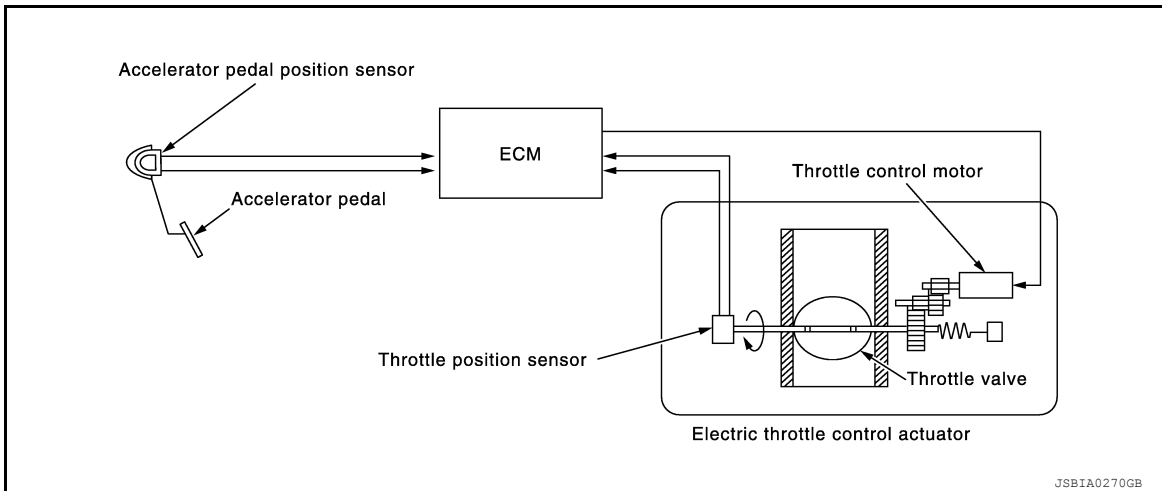 Accelerator pedal position sensor
ECM
Throttle control motor
Accelerator pedal
Throttle position sensor
Throttle valve
Electric throttle control actuator
JSBIA0270GB